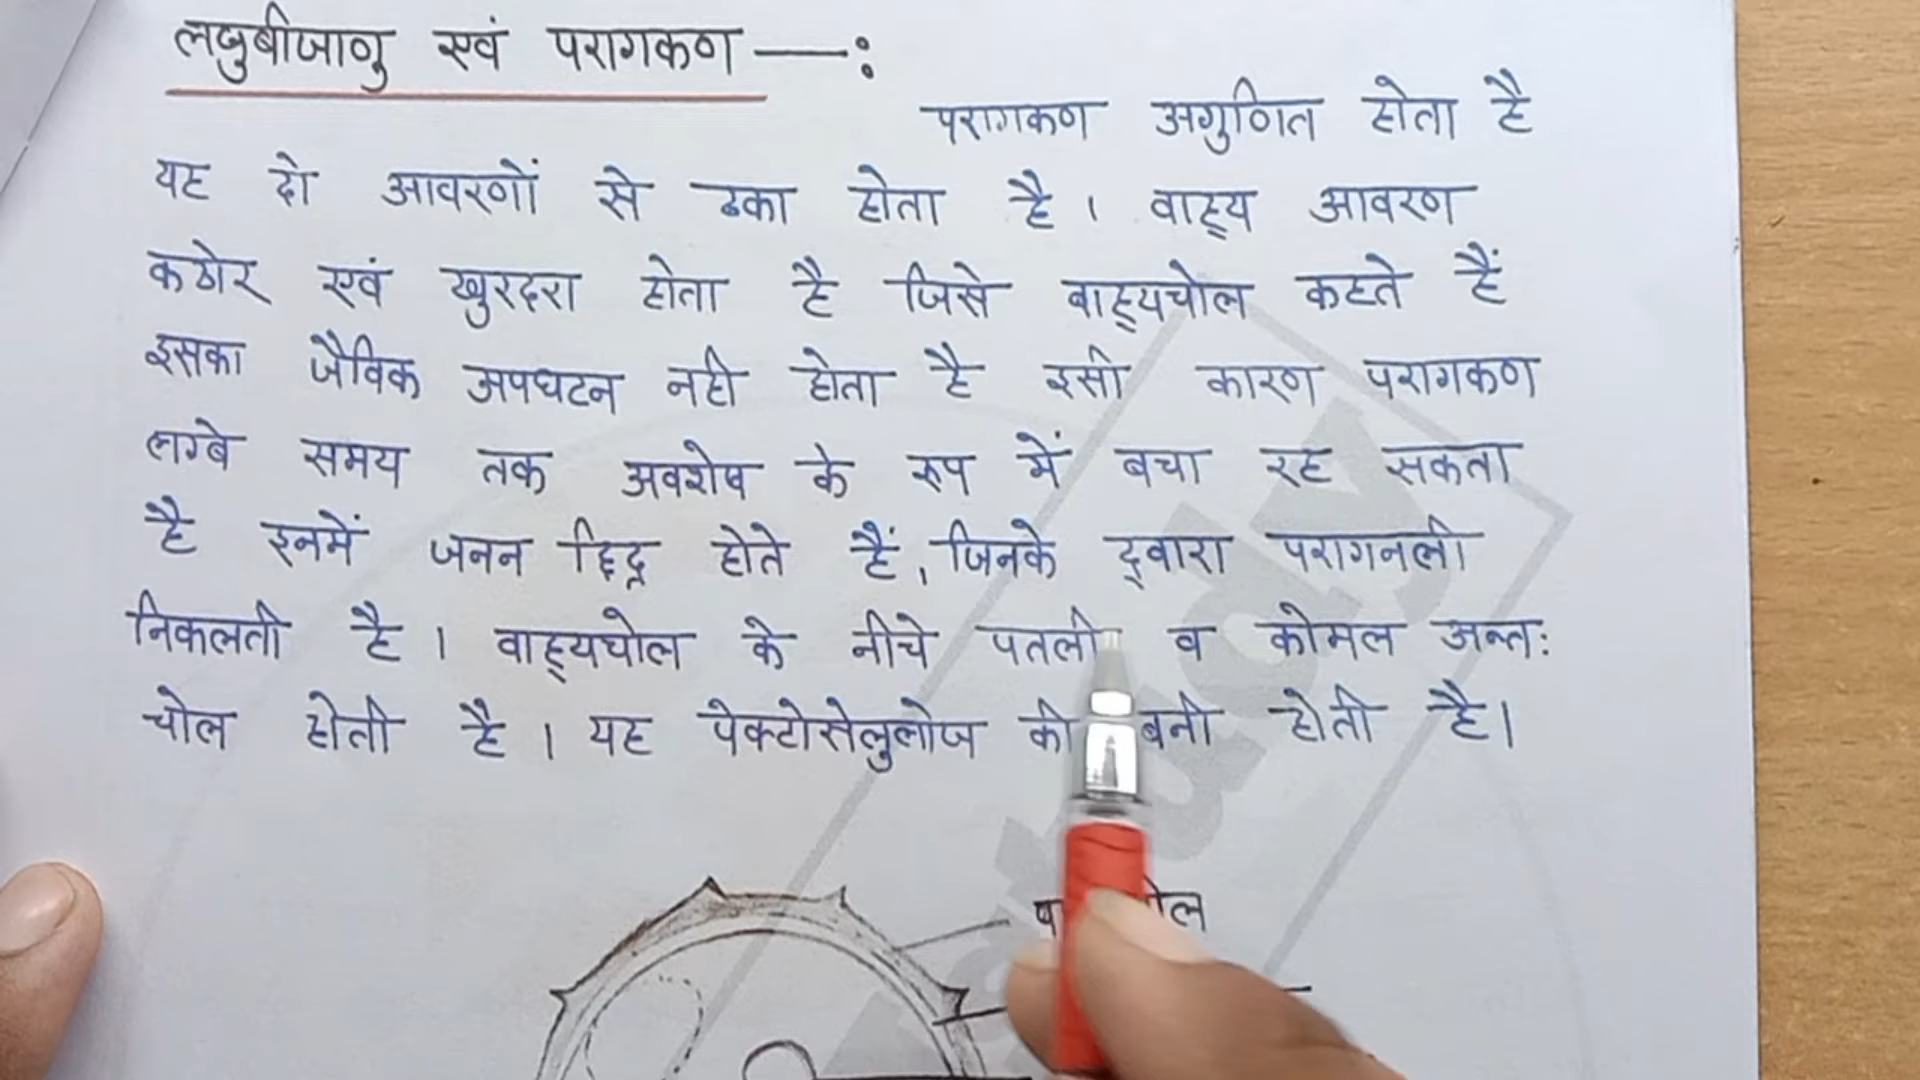 लघुबीजाणु एवं परागकण —:
परागकण अगुणित होता है
यह दो आवरणों से ढका होता है । वाह्य आवरण
कठोर एवं खुरदरा होता है जिसे वाह्यचोल कहते हैं
इसका जैविक अपघटन नही होता है इसी कारण परागकण
लम्बे समय तक अवशेष के रूप में बचा रह सकता
है इनमें जनन छिद्र होते हैं, जिनके द्वारा परागनली
निकलती है । वाह्यचोल के नीचे पतली व कोमल अन्तः
चोल होती है । यह पेक्टोसेलुलोज की बनी होती है।